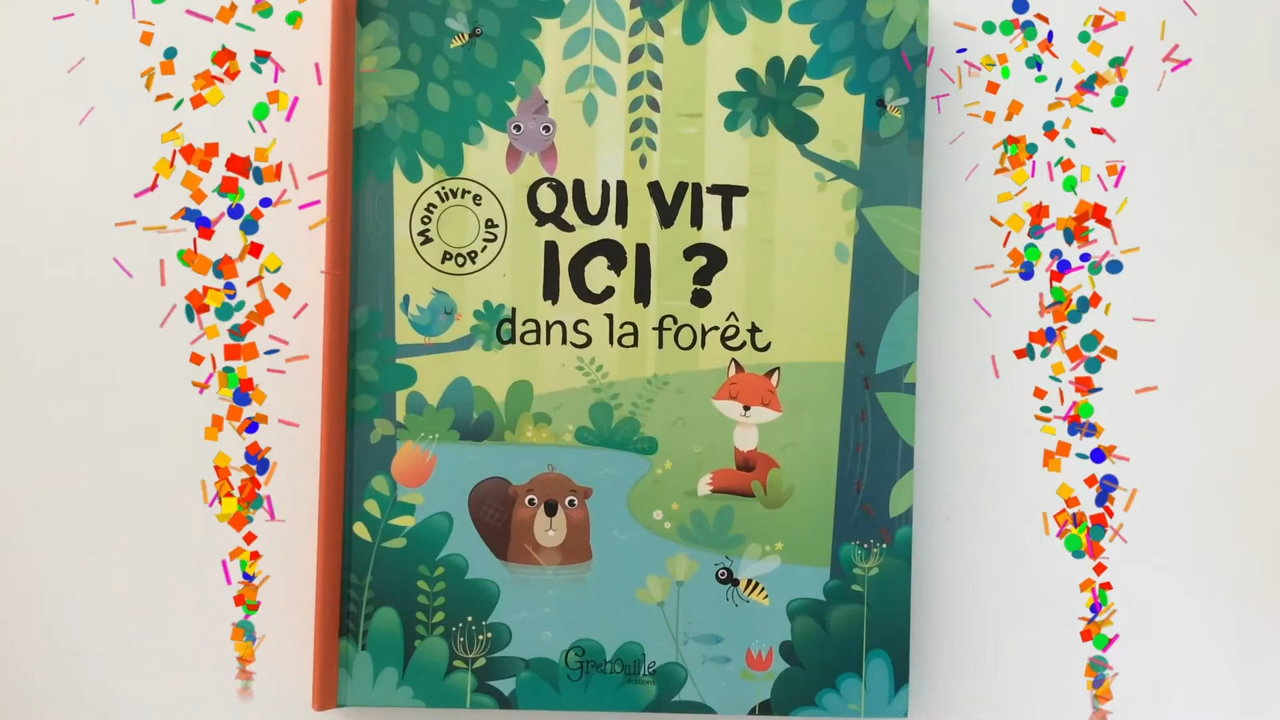 Mon livre
POP-UP
QUI VIT
ICI ?
dans la forêt
Grenouille
éditions